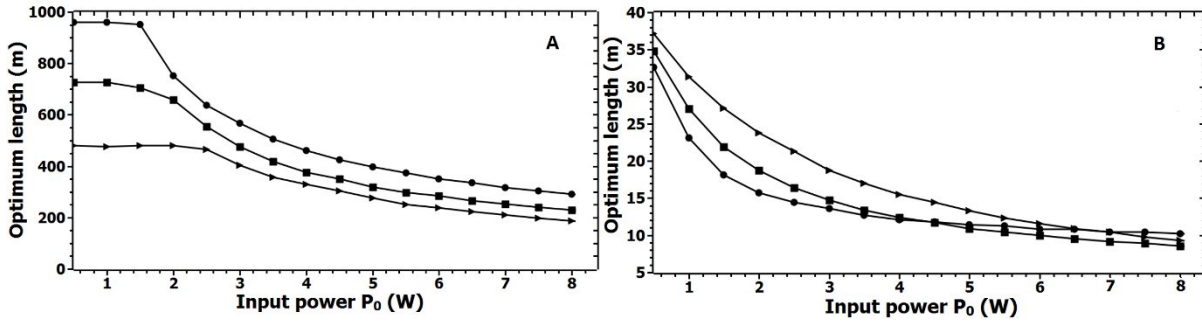 A
Optimum length (m)
1000
800
600
400
200
0
1 2 3 4 5 6 7 8
Input power P₀ (W)
B
Optimum length (m)
40
35
30
25
20
15
10
5
1 2 3 4 5 6 7 8
Input power P₀ (W)